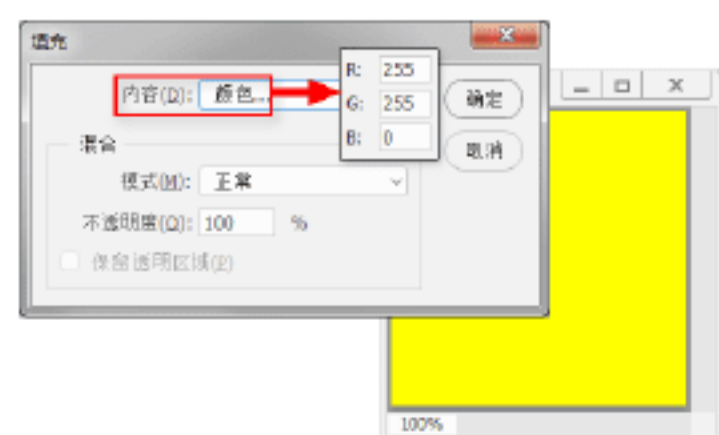 填充
内容(D): 颜色...
R: 255
G: 255
B: 0
确定
取消
混合
模式(M): 正常
不透明度(O): 100 %
保留透明区域(P)
100%